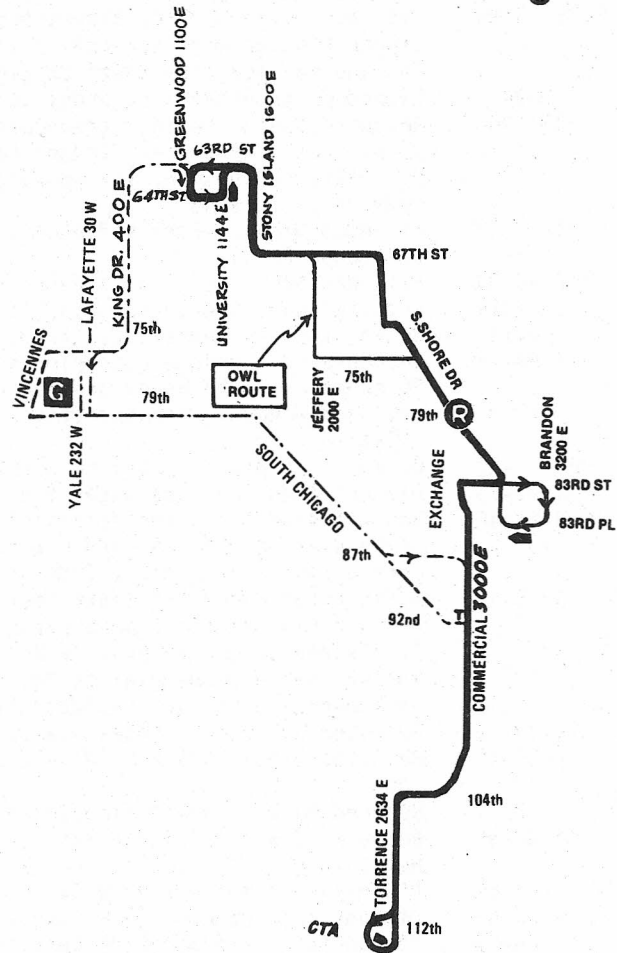 GREENWOOD 1100E
63RD ST
64TH ST
STONY ISLAND 1600E
LAFAYETTE 30 W
KING DR. 400 E
UNIVERSITY 1144E
67TH ST
75th
VINCENNES
G
OWL
ROUTE
S.SHORE DR
79th
JEFFERY
2000 E
75th
79th
R
YALE 232 W
BRANDON
3200 E
EXCHANGE
83RD ST
SOUTH CHICAGO
83RD PL
87th
COMMERCIAL 3000E
92nd
T
TORRENCE 2634 E
104th
CTA
112th